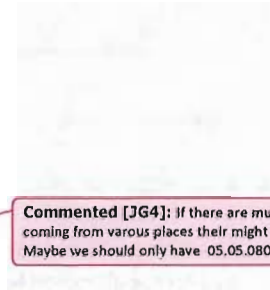 Commented [JG4]: If there are mu
coming from varous places their might
Maybe we should only have 05.05.080